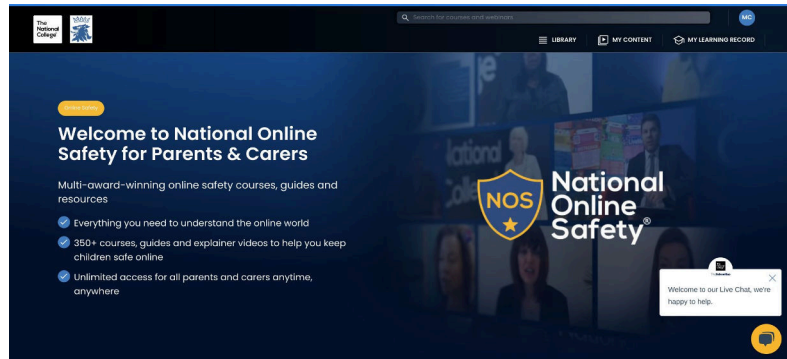 The
National
College
Search for courses and webinars
MC
LIBRARY
MY CONTENT
MY LEARNING RECORD
Online Safety
Welcome to National Online
Safety for Parents & Carers
Multi-award-winning online safety courses, guides and
resources
Everything you need to understand the online world
350+ courses, guides and explainer videos to help you keep
children safe online
Unlimited access for all parents and carers anytime,
anywhere
NOS
National
Online
Safety®
Welcome to our Live Chat, we're
happy to help.